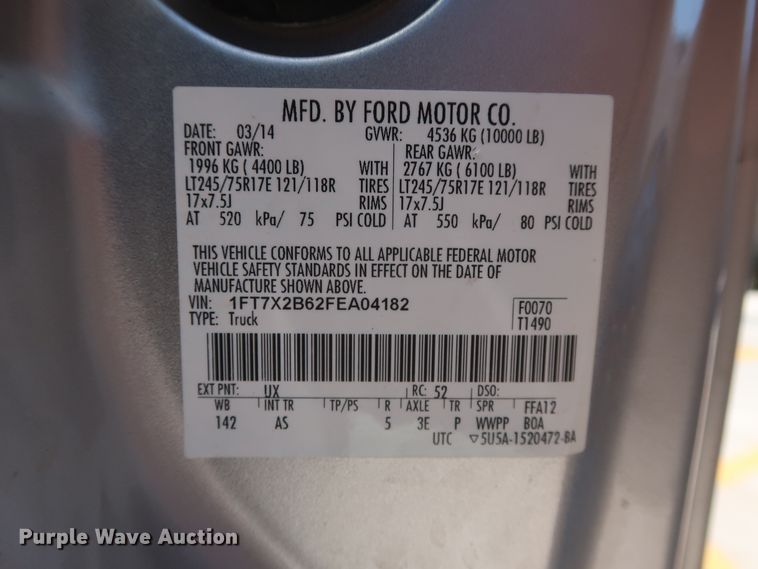 MFD. BY FORD MOTOR CO.
DATE: 03/14 GVWR: 4536 KG (10000 LB)
FRONT GAWR: REAR GAWR:
1996 KG ( 4400 LB) WITH 2767 KG ( 6100 LB) WITH
LT245/75R17E 121/118R TIRES LT245/75R17E 121/118R TIRES
17x7.5J RIMS 17x7.5J RIMS
AT 520 kPa/ 75 PSI COLD AT 550 kPa/ 80 PSI COLD
THIS VEHICLE CONFORMS TO ALL APPLICABLE FEDERAL MOTOR
VEHICLE SAFETY STANDARDS IN EFFECT ON THE DATE OF
MANUFACTURE SHOWN ABOVE.
VIN: 1FT7X2B62FEA04182 F0070
TYPE: Truck T1490
EXT PNT: UX RC: 52 DSO:
WB INT TR TP/PS R AXLE TR SPR FFA12
142 AS 5 3E P WWPP BOA
UTC ▽5U5A-1520472-BA
Purple Wave Auction